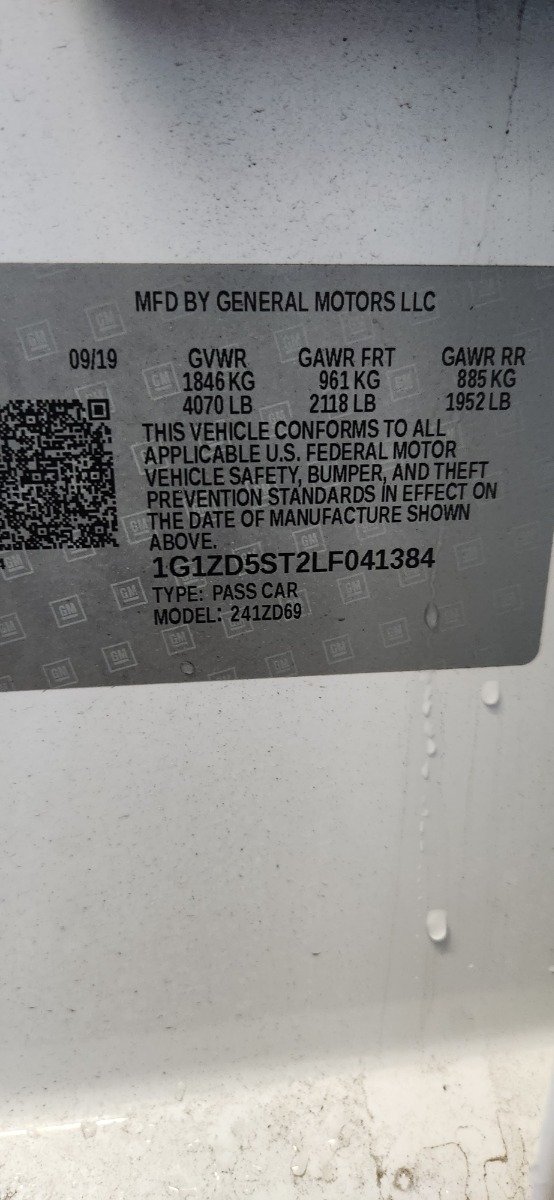 MFD BY GENERAL MOTORS LLC
09/19 GVWR GAWR FRT GAWR RR
1846 KG 961 KG 885 KG
4070 LB 2118 LB 1952 LB
THIS VEHICLE CONFORMS TO ALL
APPLICABLE U.S. FEDERAL MOTOR
VEHICLE SAFETY, BUMPER, AND THEFT
PREVENTION STANDARDS IN EFFECT ON
THE DATE OF MANUFACTURE SHOWN
ABOVE.
1G1ZD5ST2LF041384
TYPE: PASS CAR
MODEL: 241ZD69